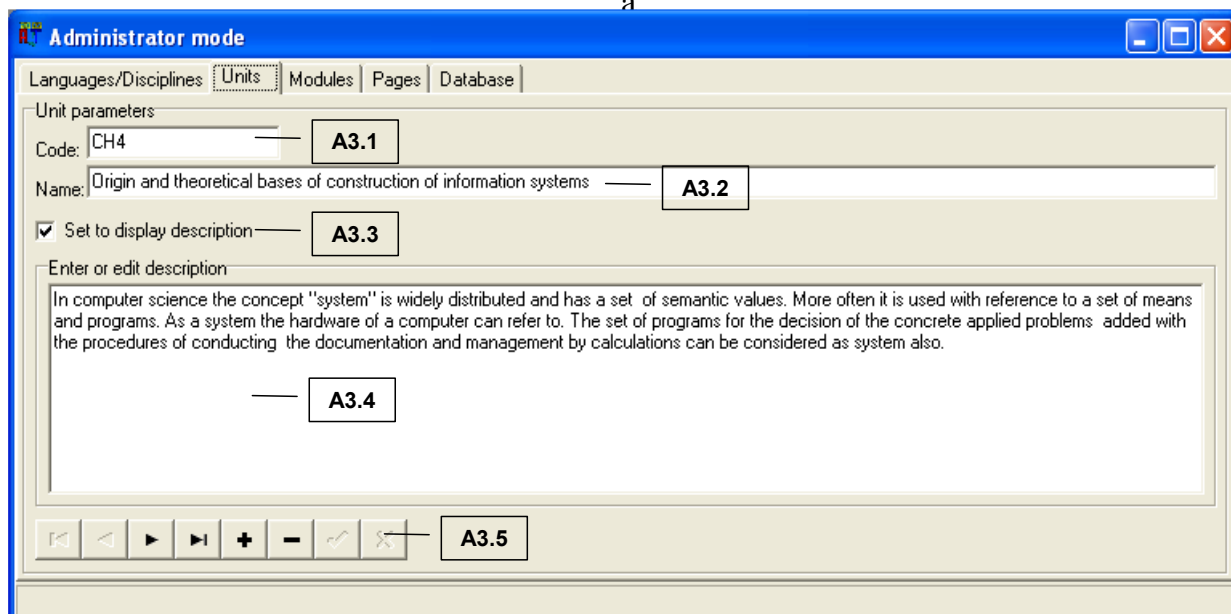 a
Administrator mode
Languages/Disciplines Units Modules Pages Database
Unit parameters
Code: CH4 A3.1
Name: Origin and theoretical bases of construction of information systems A3.2
Set to display description A3.3
Enter or edit description
In computer science the concept "system" is widely distributed and has a set of semantic values. More often it is used with reference to a set of means
and programs. As a system the hardware of a computer can refer to. The set of programs for the decision of the concrete applied problems added with
the procedures of conducting the documentation and management by calculations can be considered as system also.
A3.4
A3.5